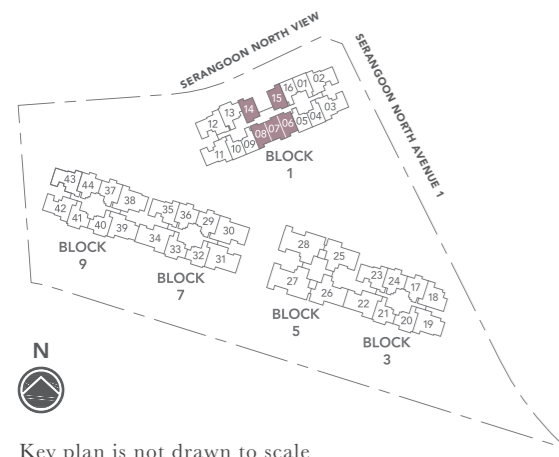 SERANGOON NORTH VIEW
SERANGOON NORTH AVENUE 1
16 01 02
14 15
13 03
12 04
08 07 06 05
11 10 09
BLOCK
1
43 44 37 38
35 36 29 30
42 41 40 39
34 33 32 31
BLOCK
9
BLOCK
7
28 25
23 24 17 18
27 26
22 21 20 19
BLOCK
5
BLOCK
3
N
Key plan is not drawn to scale